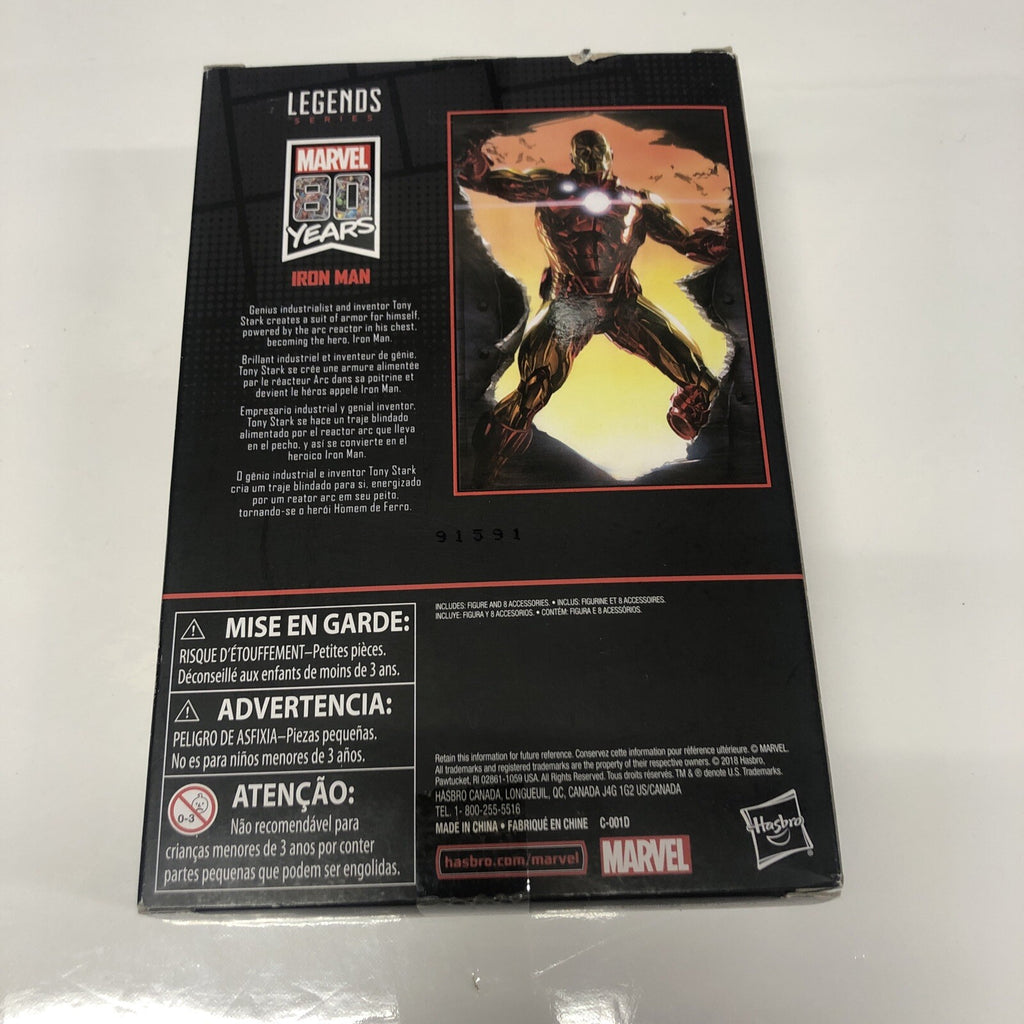 LEGENDS
SERIES
MARVEL
80
YEARS
IRON MAN
Genius industrialist and inventor Tony
Stark creates a suit of armor for himself,
powered by the arc reactor in his chest,
becoming the hero, Iron Man.
Brillant industriel et inventeur de génie,
Tony Stark se crée une armure alimentée
par le réacteur Arc dans sa poitrine et
devient le héros appelé Iron Man.
Empresario industrial y genial inventor,
Tony Stark se hace un traje blindado
alimentado por el reactor arc que lleva
en el pecho, y así se convierte en el
heroico Iron Man.
O gênio industrial e inventor Tony Stark
cria um traje blindado para si, energizado
por um reator arc em seu peito,
tornando-se o herói Homem de Ferro.
91591
INCLUDES: FIGURE AND 8 ACCESSORIES. • INCLUS: FIGURINE ET 8 ACCESSOIRES.
INCLUYE: FIGURA Y 8 ACCESORIOS. • CONTÉM: FIGURA E 8 ACESSÓRIOS.
MISE EN GARDE:
RISQUE D'ÉTOUFFEMENT–Petites pièces.
Déconseillé aux enfants de moins de 3 ans.
ADVERTENCIA:
PELIGRO DE ASFIXIA–Piezas pequeñas.
No es para niños menores de 3 años.
0-3
ATENÇÃO:
Não recomendável para
crianças menores de 3 anos por conter
partes pequenas que podem ser engolidas.
Retain this information for future reference. Conservez cette information pour référence ultérieure. © MARVEL.
All trademarks and registered trademarks are the property of their respective owners. © 2018 Hasbro,
Pawtucket, RI 02861-1059 USA. All Rights Reserved. Tous droits réservés. TM & ® denote U.S. Trademarks.
HASBRO CANADA, LONGUEUIL, QC, CANADA J4G 1G2 US/CANADA
TEL. 1- 800-255-5516
MADE IN CHINA • FABRIQUÉ EN CHINE C-001D
hasbro.com/marvel
MARVEL
Hasbro